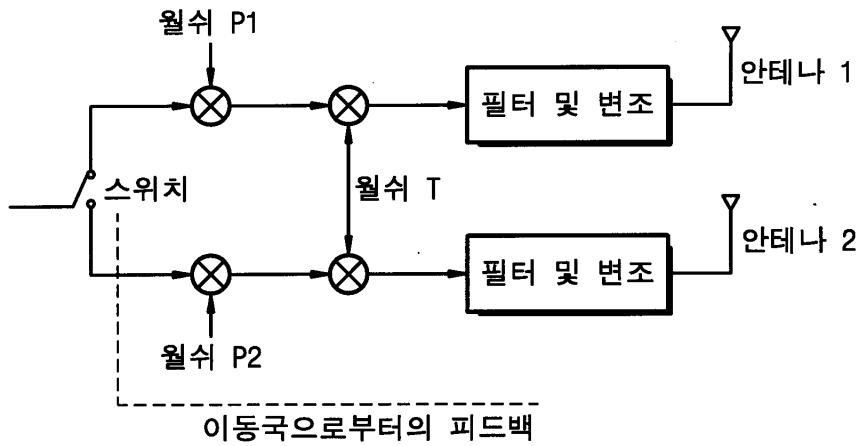 월쉬 P1
안테나 1
필터 및 변조
스위치
월쉬 T
안테나 2
필터 및 변조
월쉬 P2
이동국으로부터의 피드백